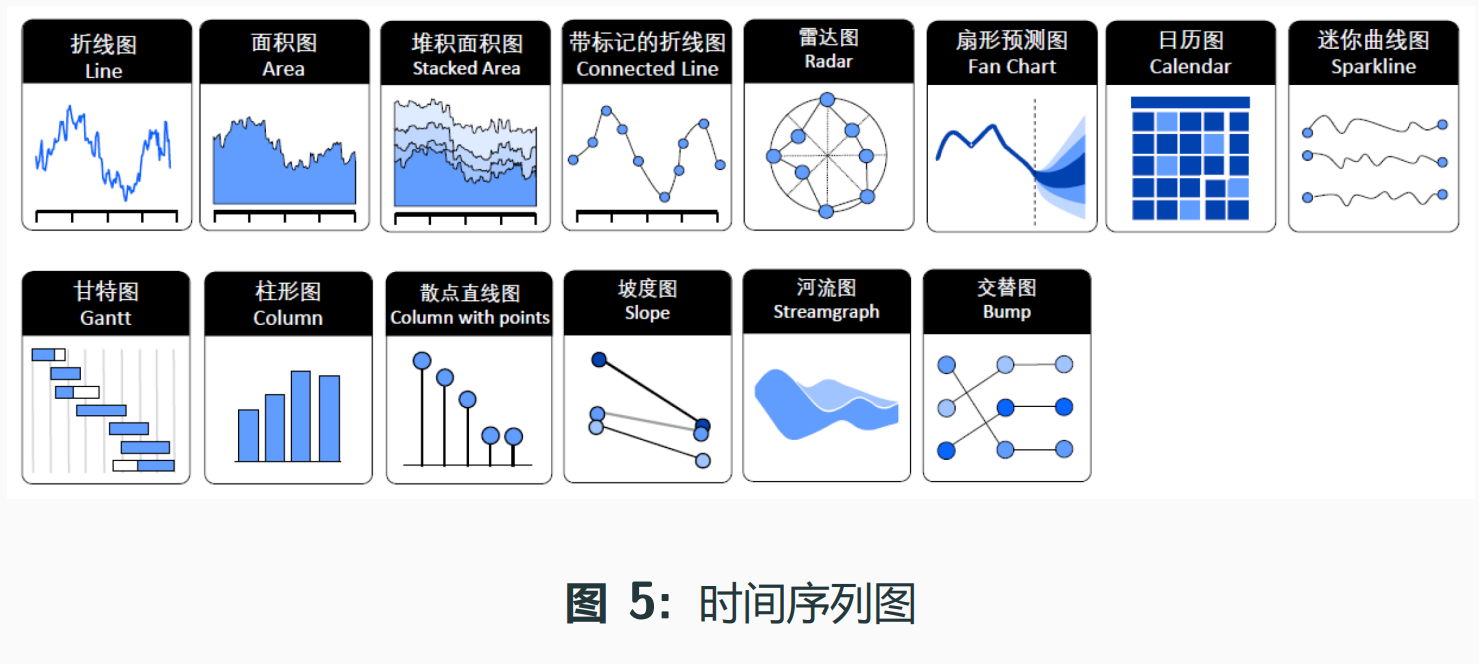 折线图
Line
面积图
Area
堆积面积图
Stacked Area
带标记的折线图
Connected Line
雷达图
Radar
扇形预测图
Fan Chart
日历图
Calendar
迷你曲线图
Sparkline
甘特图
Gantt
柱形图
Column
散点直线图
Column with points
坡度图
Slope
河流图
Streamgraph
交替图
Bump
图 5: 时间序列图